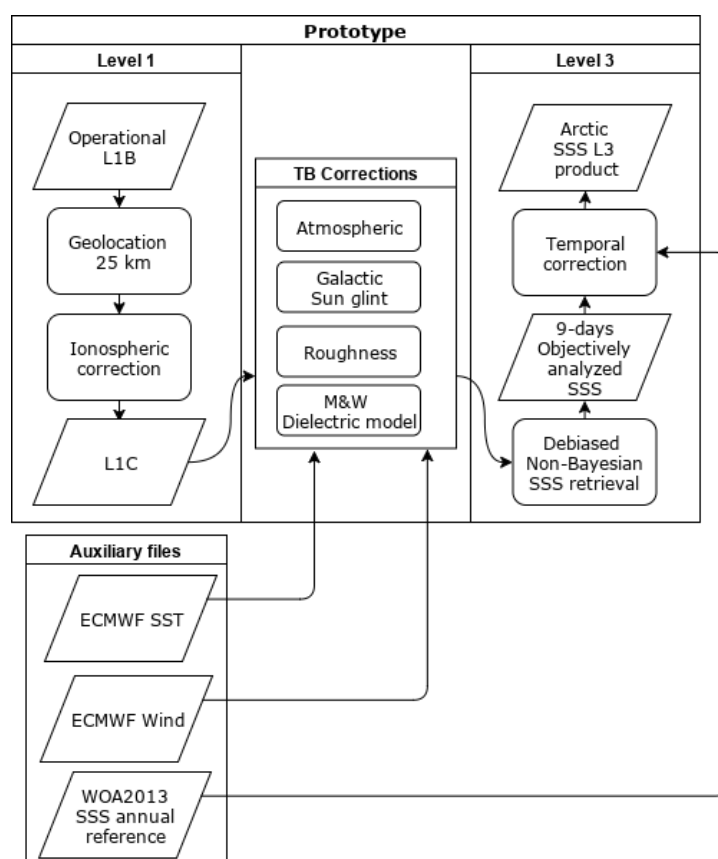 Prototype
Level 1
Operational
L1B
Geolocation
25 km
Ionospheric
correction
L1C
TB Corrections
Atmospheric
Galactic
Sun glint
Roughness
M&W
Dielectric model
Level 3
Arctic
SSS L3
product
Temporal
correction
9-days
Objectively
analyzed
SSS
Debiased
Non-Bayesian
SSS retrieval
Auxiliary files
ECMWF SST
ECMWF Wind
WOA2013
SSS annual
reference